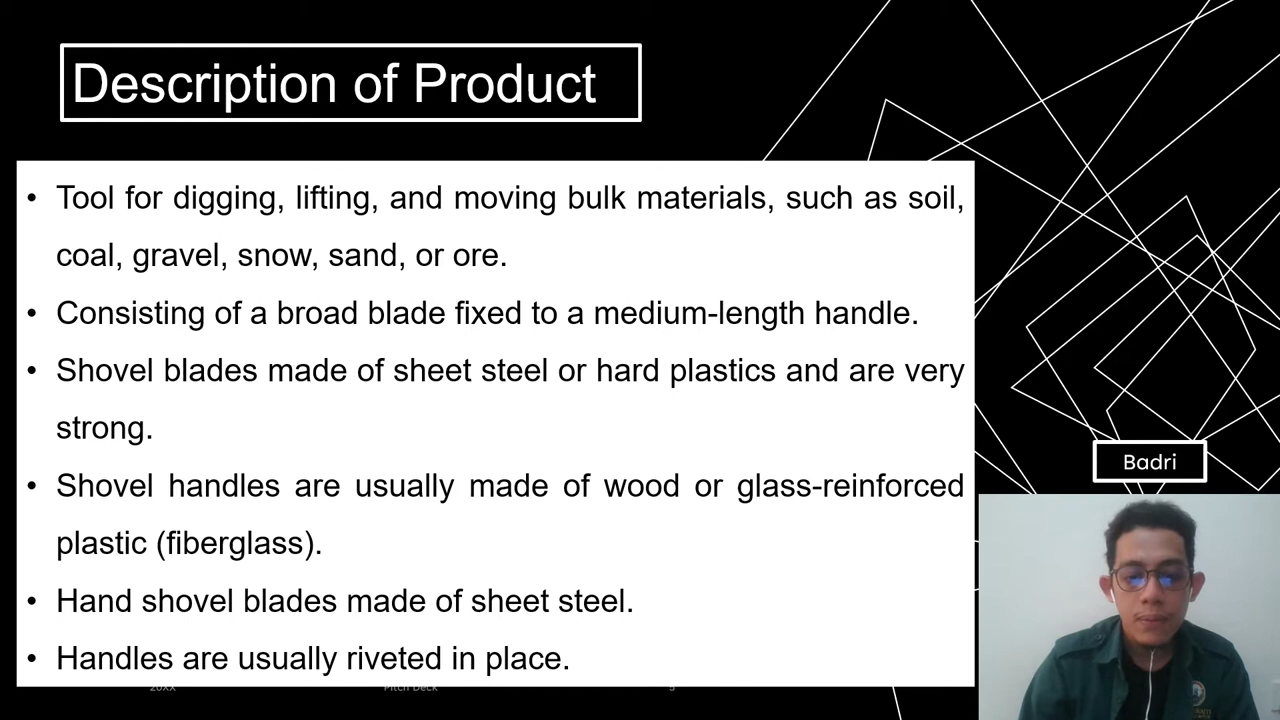 Description of Product
• Tool for digging, lifting, and moving bulk materials, such as soil,
coal, gravel, snow, sand, or ore.
• Consisting of a broad blade fixed to a medium-length handle.
• Shovel blades made of sheet steel or hard plastics and are very
strong.
• Shovel handles are usually made of wood or glass-reinforced
plastic (fiberglass).
• Hand shovel blades made of sheet steel.
• Handles are usually riveted in place.
Badri
20XX
Pitch Deck